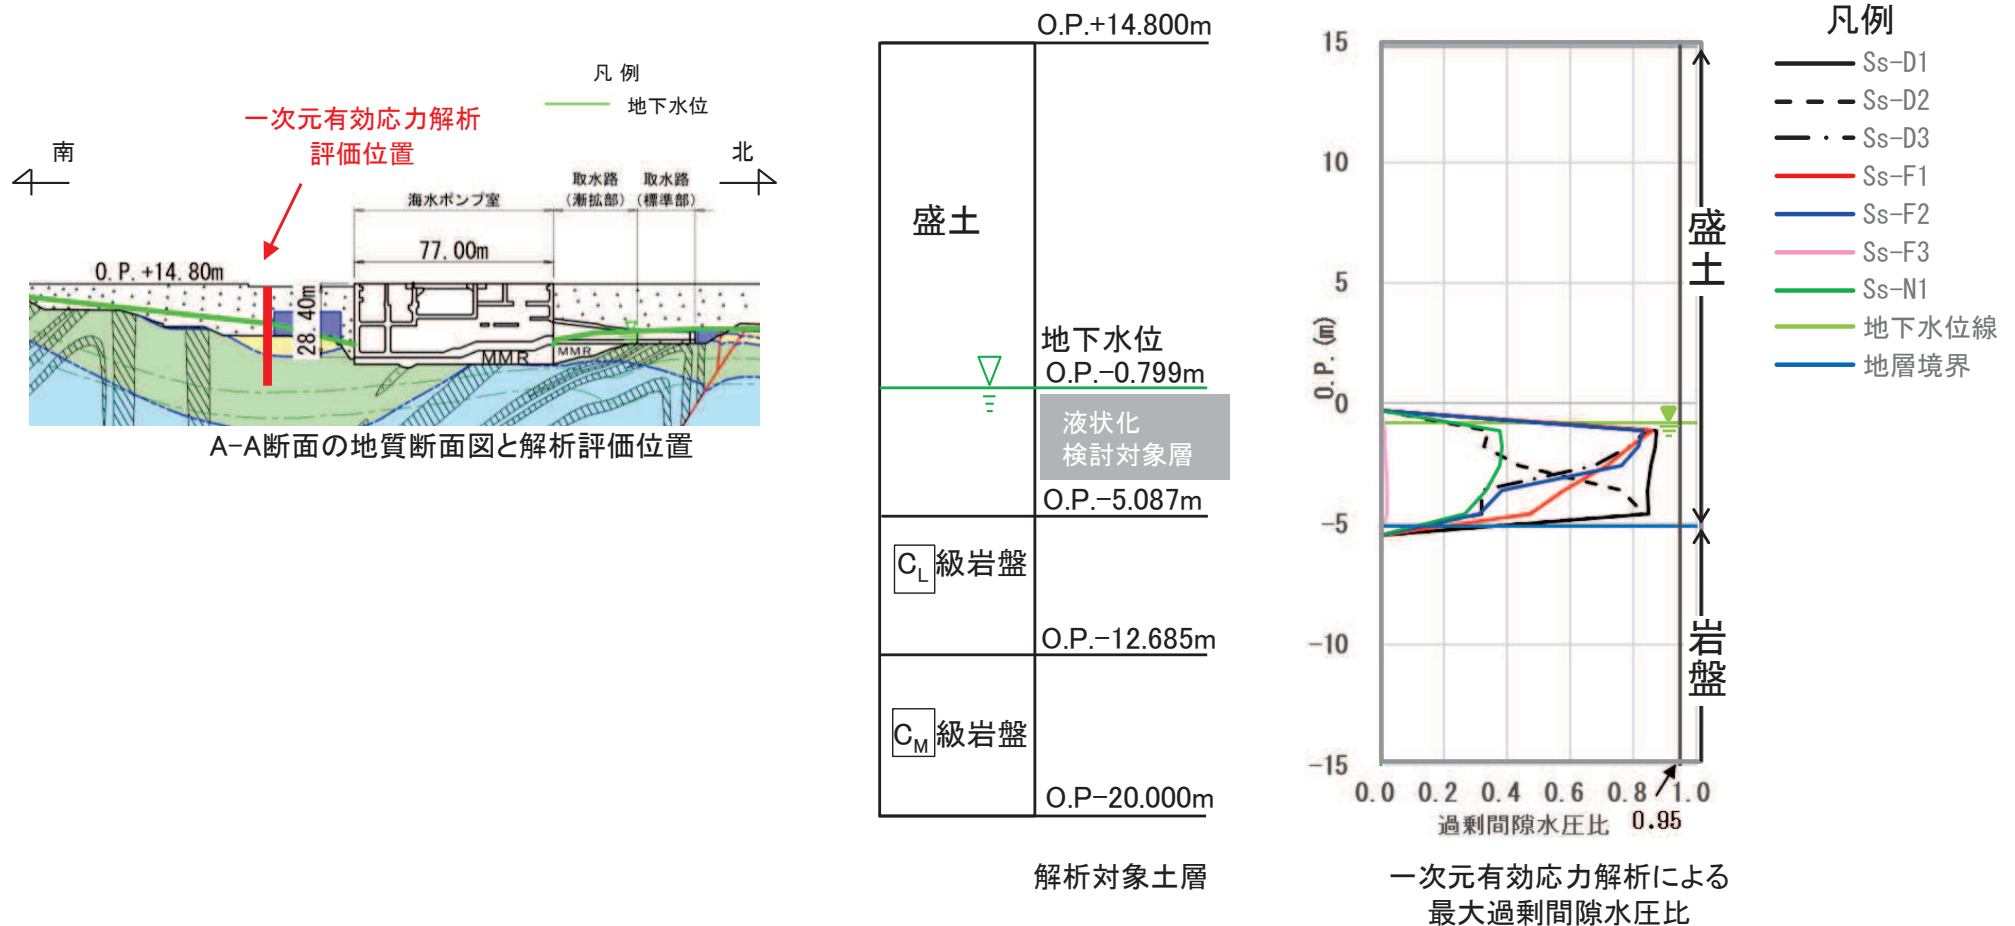 凡 例
地下水位
一次元有効応力解析
評価位置
南
北
海水ポンプ室
取水路
(漸拡部)
取水路
(標準部)
77.00m
O.P.+14.80m
28.40m
MMR
MMR
A-A断面の地質断面図と解析評価位置
O.P.+14.800m
盛土
地下水位
O.P.-0.799m
液状化
検討対象層
O.P.-5.087m
CL級岩盤
O.P.-12.685m
CM級岩盤
O.P-20.000m
解析対象土層
15
10
5
0
-5
-10
-15
O.P.(m)
盛土
岩盤
0.0 0.2 0.4 0.6 0.8 1.0
過剰間隙水圧比
0.95
一次元有効応力解析による
最大過剰間隙水圧比
凡例
Ss-D1
Ss-D2
Ss-D3
Ss-F1
Ss-F2
Ss-F3
Ss-N1
地下水位線
地層境界